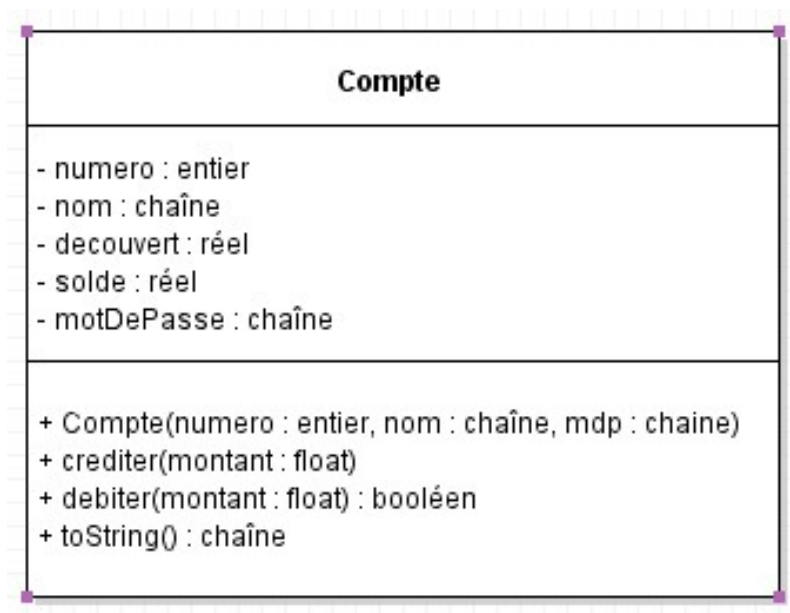 Compte
- numero : entier
- nom : chaîne
- decouvert : réel
- solde : réel
- motDePasse : chaîne
+ Compte(numero : entier, nom : chaîne, mdp : chaine)
+ crediter(montant : float)
+ debiter(montant : float) : booléen
+ toString() : chaîne